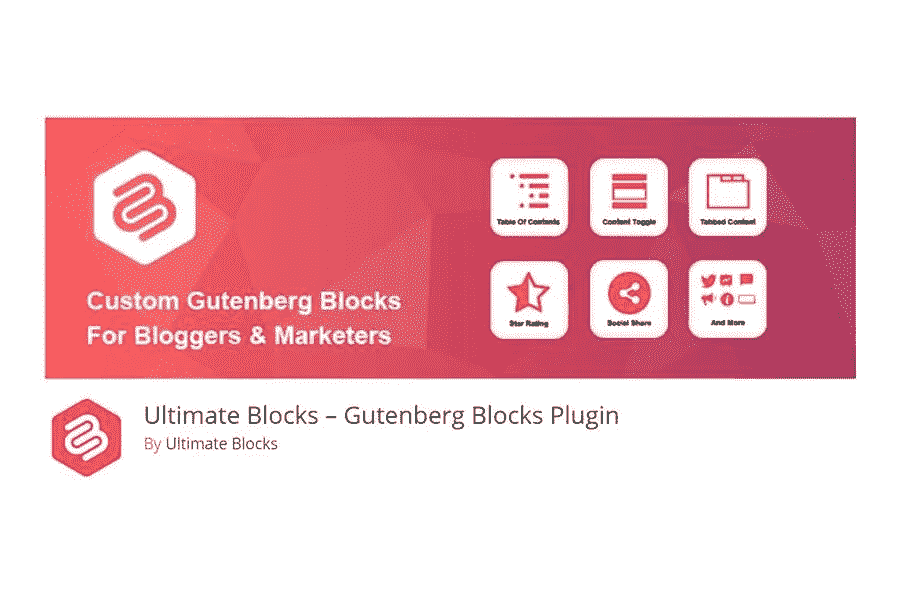 Table Of Contents
Content Toggle
Tabbed Content
Custom Gutenberg Blocks
For Bloggers & Marketers
Star Rating
Social Share
And More
Ultimate Blocks – Gutenberg Blocks Plugin
By Ultimate Blocks